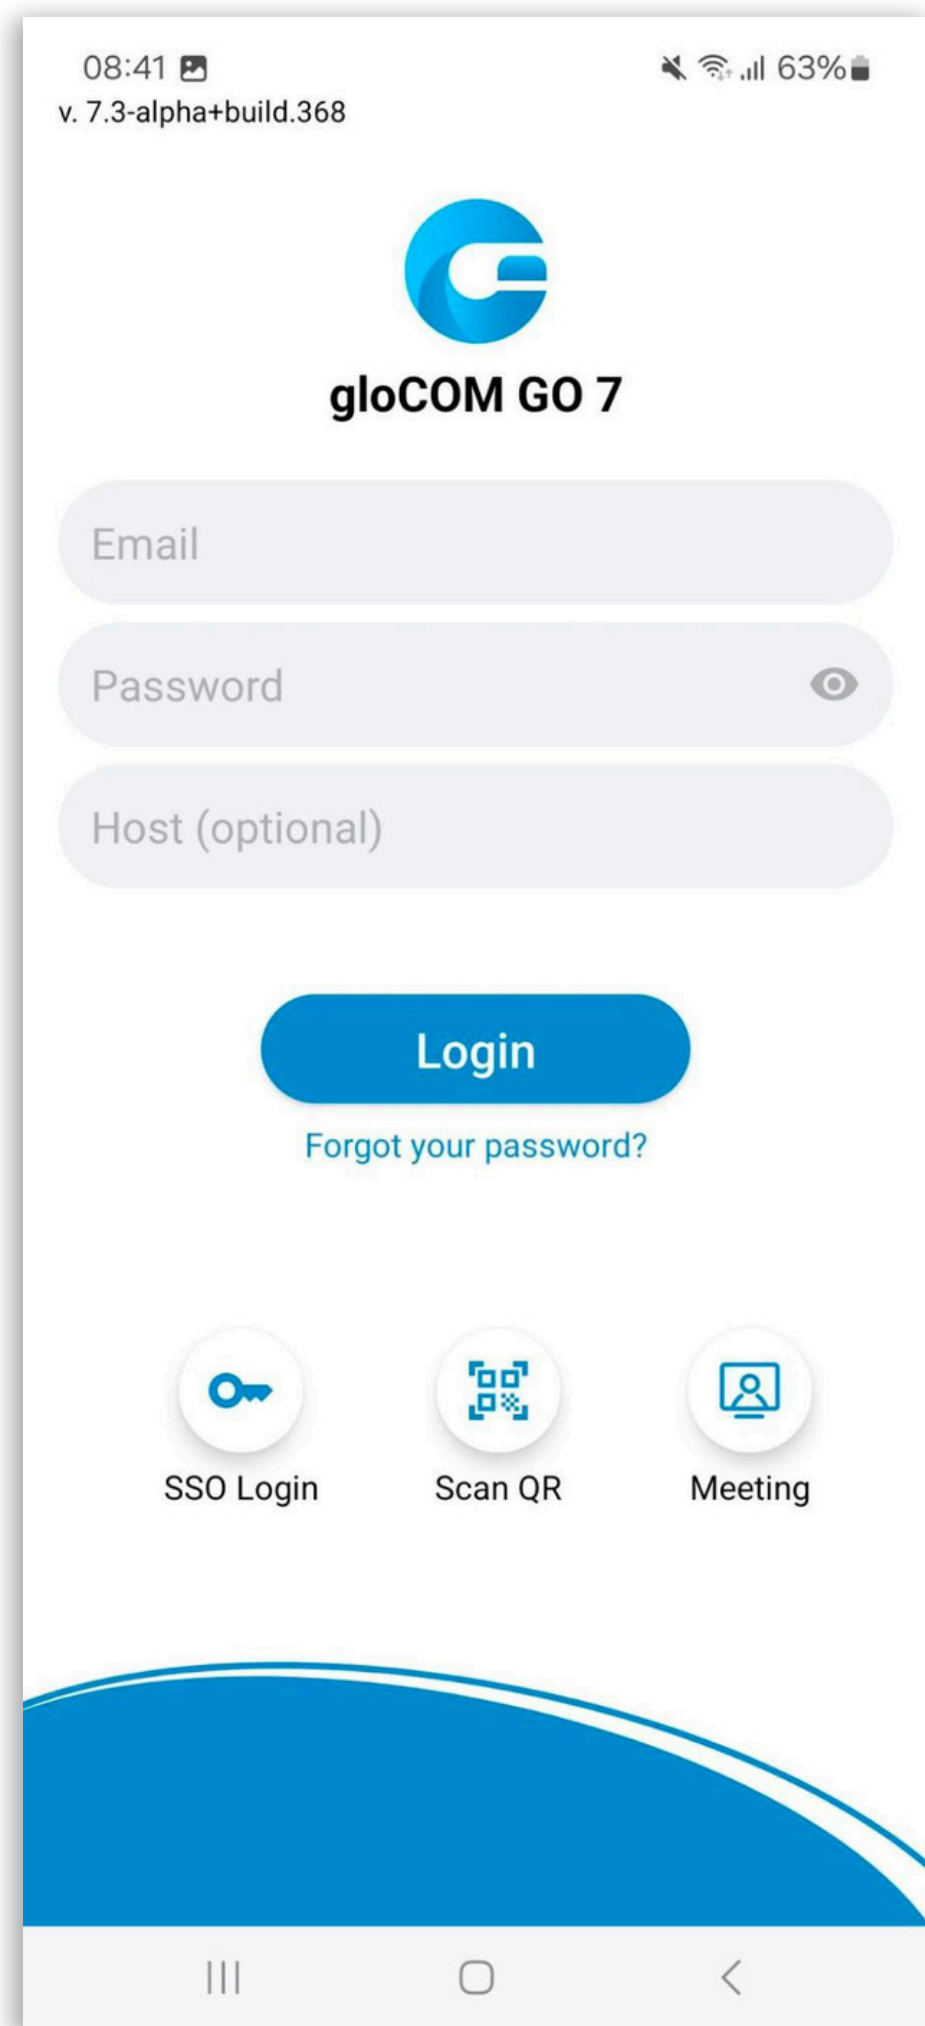 08:41 63%
v. 7.3-alpha+build.368
gloCOM GO 7
Email
Password
Host (optional)
Login
Forgot your password?
SSO Login Scan QR Meeting